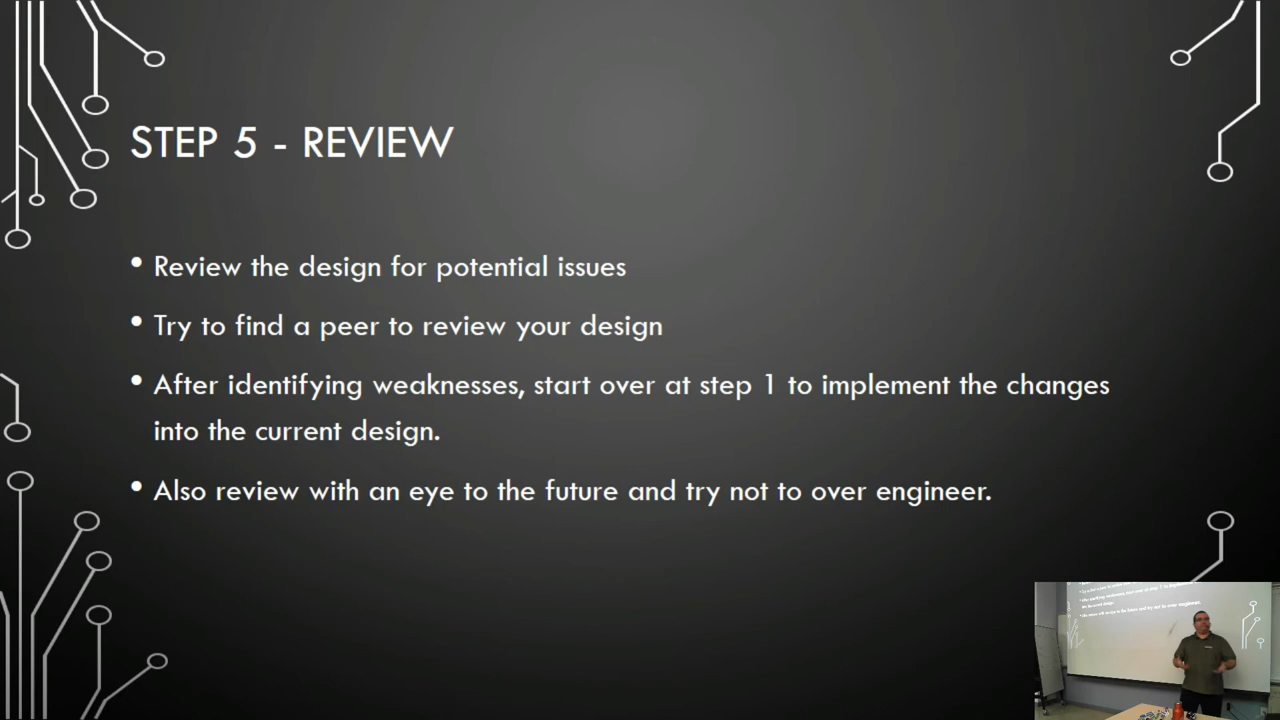 STEP 5 - REVIEW
• Review the design for potential issues
• Try to find a peer to review your design
• After identifying weaknesses, start over at step 1 to implement the changes
into the current design.
• Also review with an eye to the future and try not to over engineer.